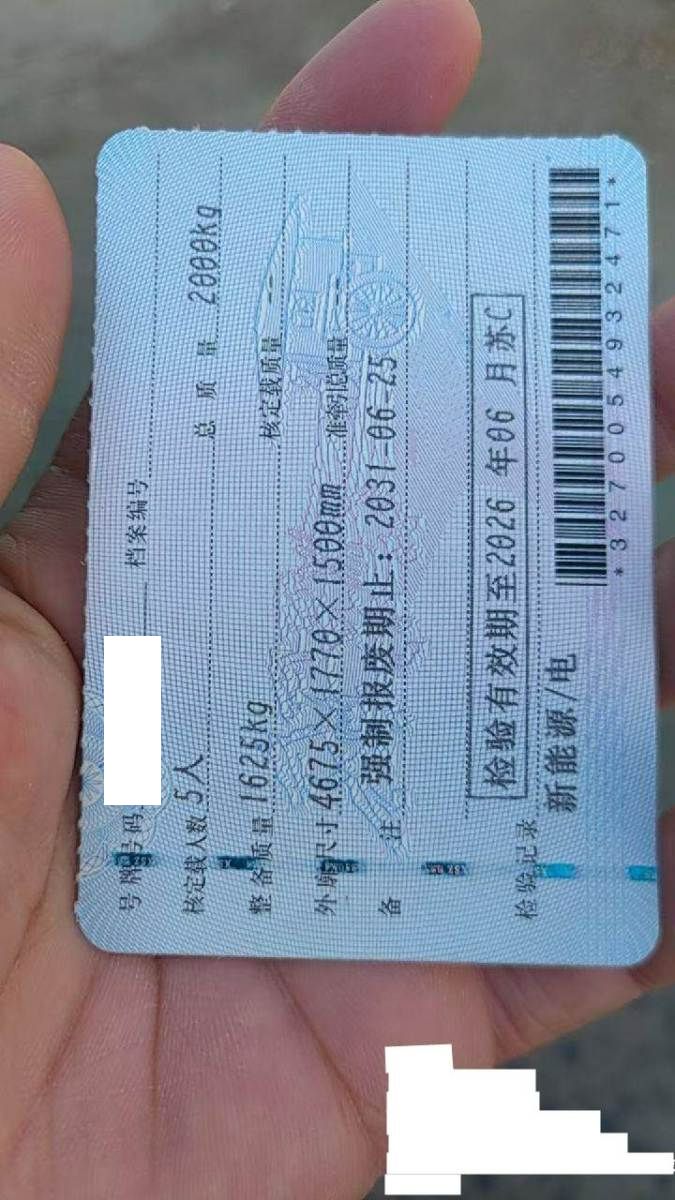 号牌号码 档案编号
核定载人数 5人 总质量 2000kg
整备质量 1625kg 核定载质量 --
外廓尺寸 4675×1770×1500mm 准牵引总质量 --
备注 强制报废期止：2031-06-25
检验有效期至2026 年06 月苏C
检验记录 新能源/电
*3270054932471*